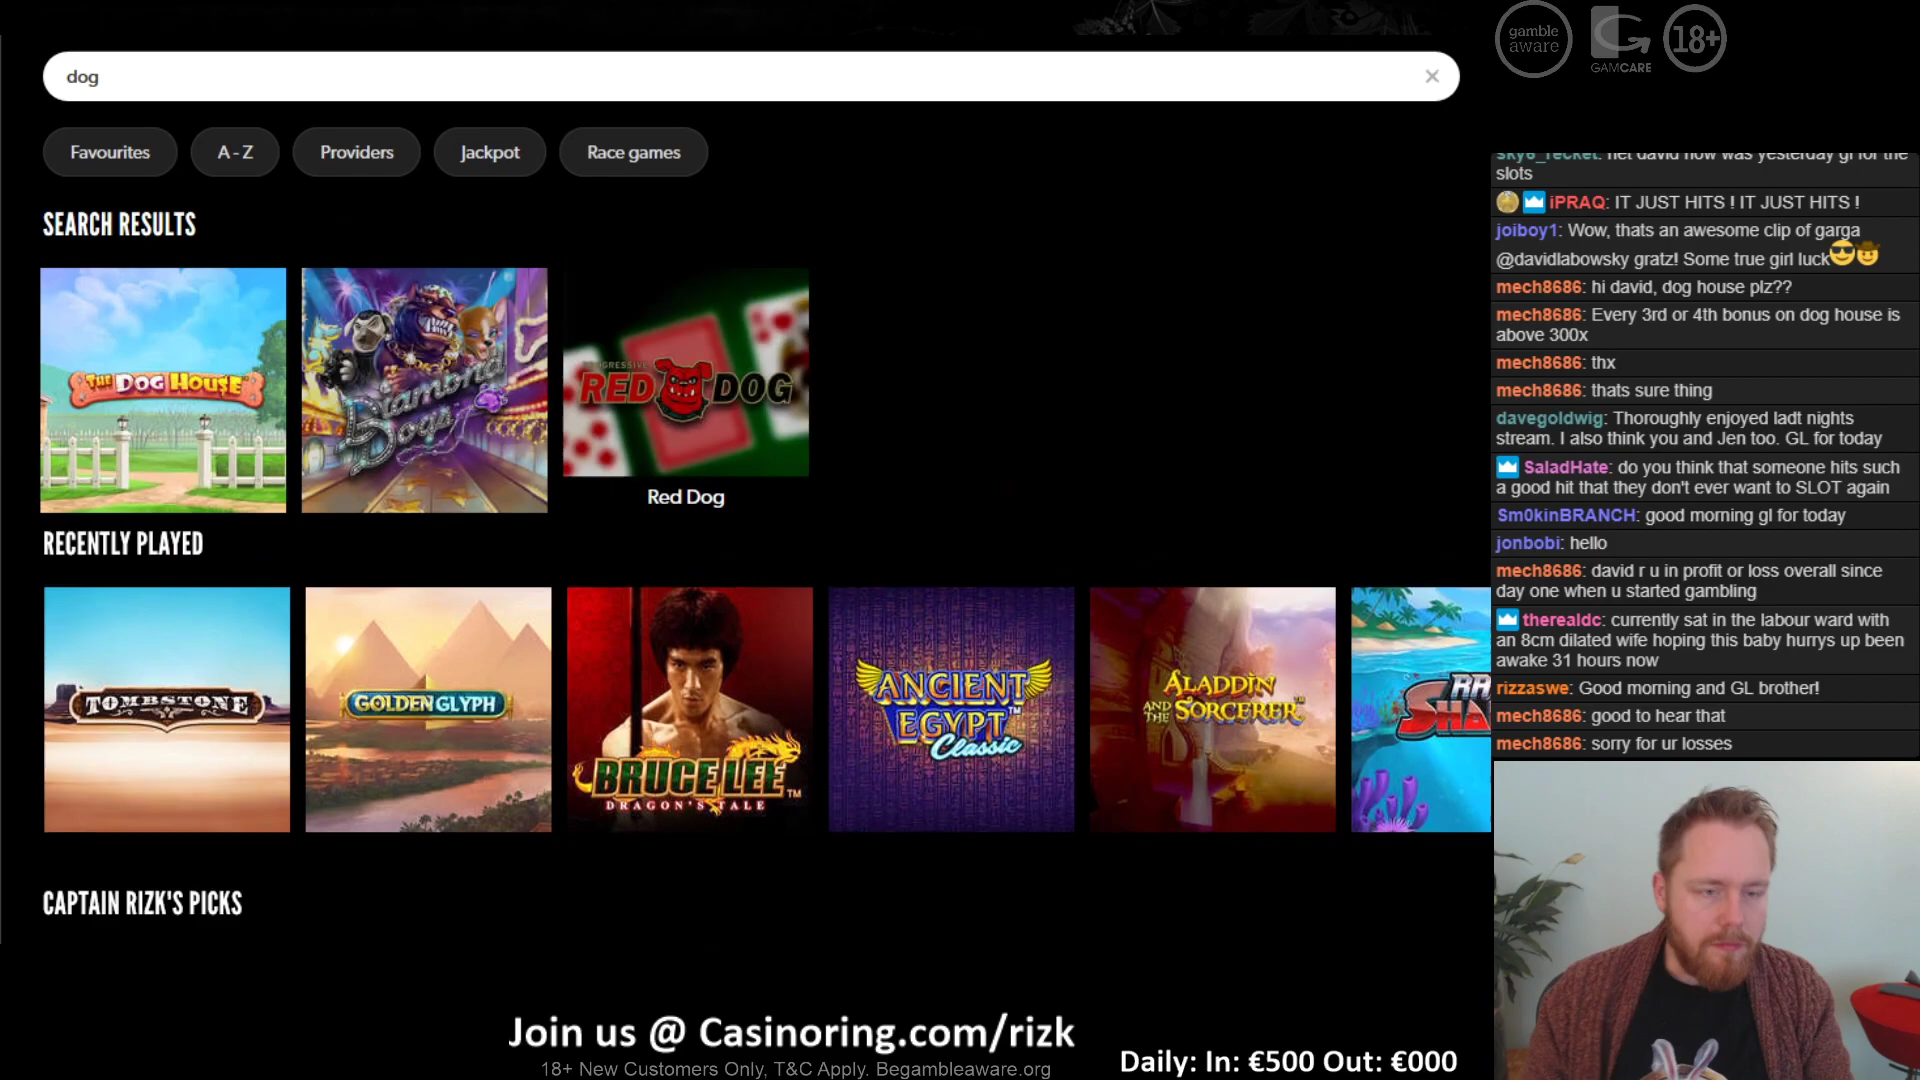 dog
Favourites
A - Z
Providers
Jackpot
Race games
SEARCH RESULTS
THE DOG HOUSE
Diamond Dogs
RED DOG
Red Dog
RECENTLY PLAYED
TOMBSTONE
GOLDEN GLYPH
BRUCE LEE™
DRAGON'S TALE
ANCIENT
EGYPT™
Classic
ALADDIN
AND THE SORCERER™
CAPTAIN RIZK'S PICKS
Join us @ Casinoring.com/rizk
18+ New Customers Only, T&C Apply. Begambleaware.org
Daily: In: €500 Out: €000
gamble
aware
GAMCARE
18+
slots
iPRAQ: IT JUST HITS ! IT JUST HITS !
joiboy1: Wow, thats an awesome clip of garga
@davidlabowsky gratz! Some true girl luck😎🤠
mech8686: hi david, dog house plz??
mech8686: Every 3rd or 4th bonus on dog house is
above 300x
mech8686: thx
mech8686: thats sure thing
davegoldwig: Thoroughly enjoyed ladt nights
stream. I also think you and Jen too. GL for today
SaladHate: do you think that someone hits such
a good hit that they don't ever want to SLOT again
Sm0kinBRANCH: good morning gl for today
jonbobi: hello
mech8686: david r u in profit or loss overall since
day one when u started gambling
therealdc: currently sat in the labour ward with
an 8cm dilated wife hoping this baby hurrys up been
awake 31 hours now
rizzaswe: Good morning and GL brother!
mech8686: good to hear that
mech8686: sorry for ur losses